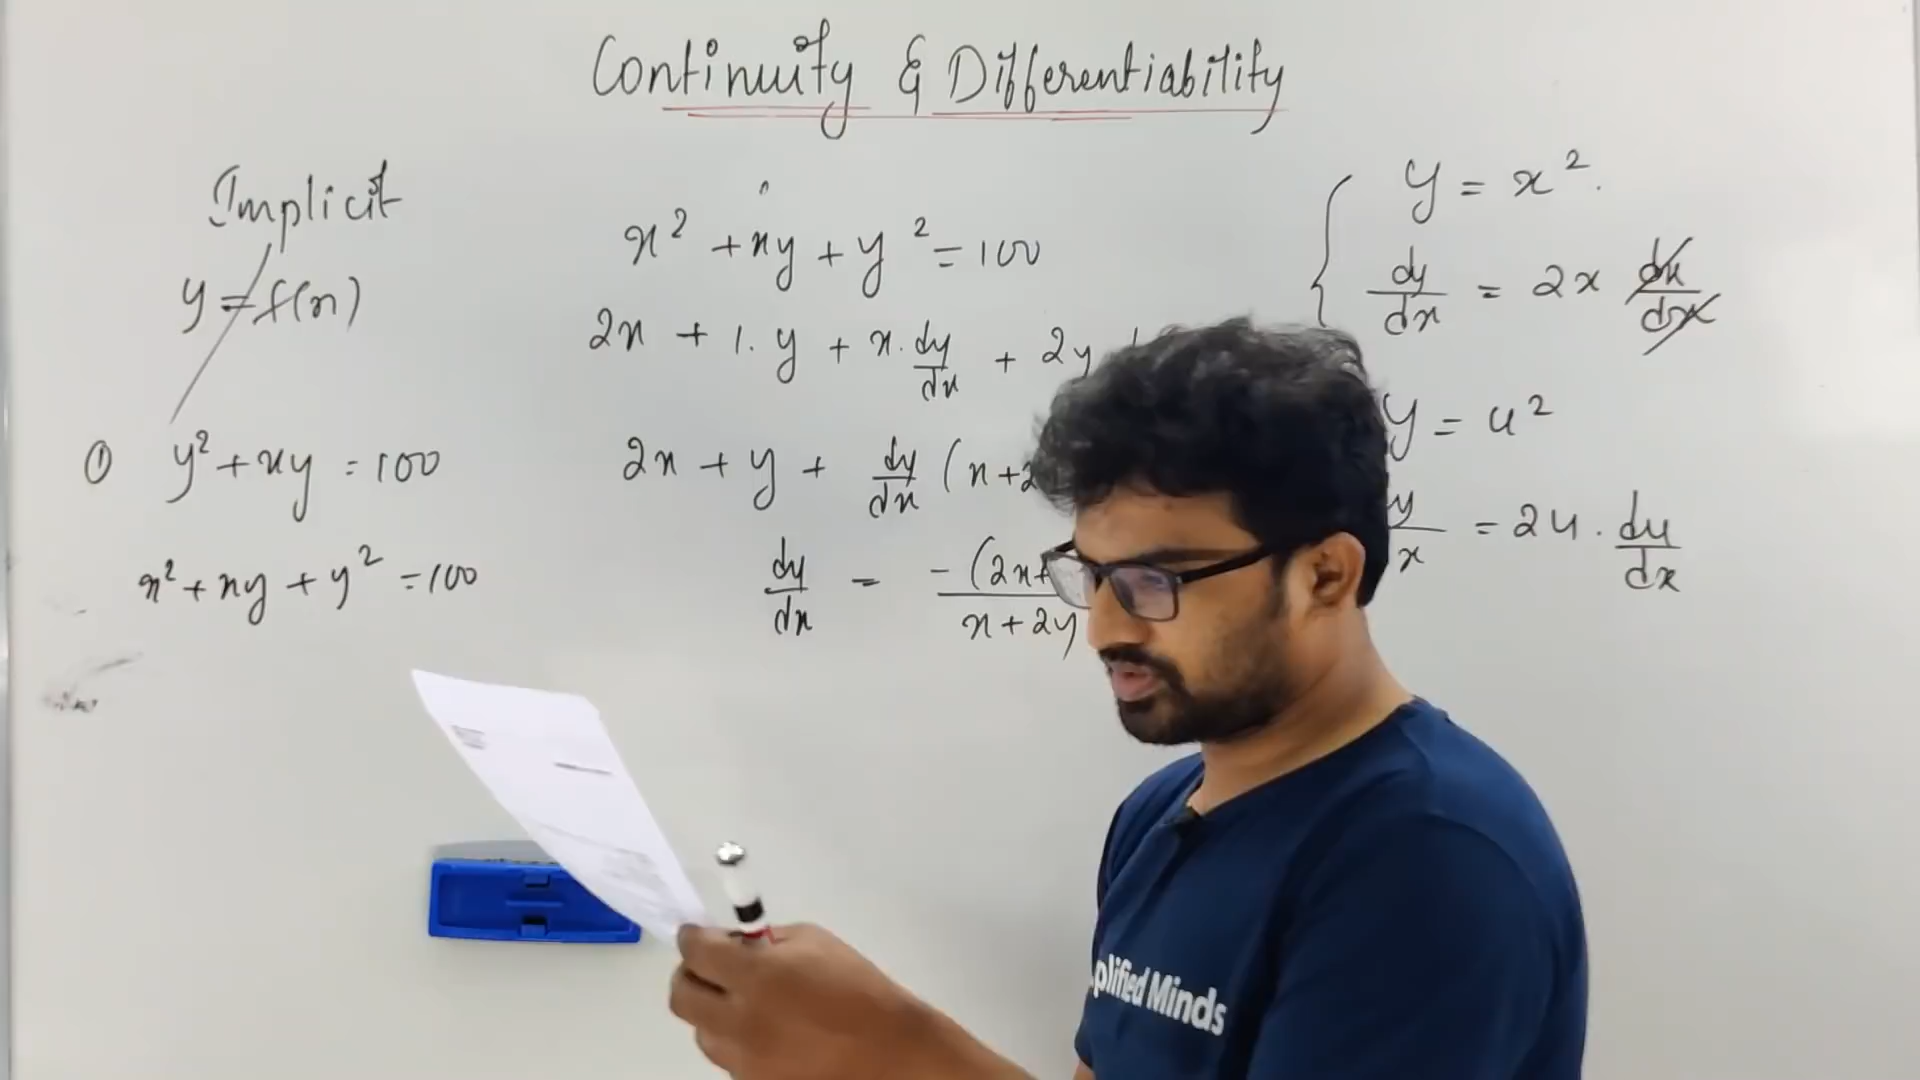 Continuity & Differentiability
Implicit
y ≠ f(x)
① y² + xy = 100
x² + xy + y² = 100
x² + xy + y² = 100
2x + 1. y + x. dy/dx + 2y
2x + y + dy/dx (x + 2
dy/dx = -(2x+ / x + 2y
y = x².
dy/dx = 2x dx/dx
y = u²
y/x = 2u . du/dx
plified Minds